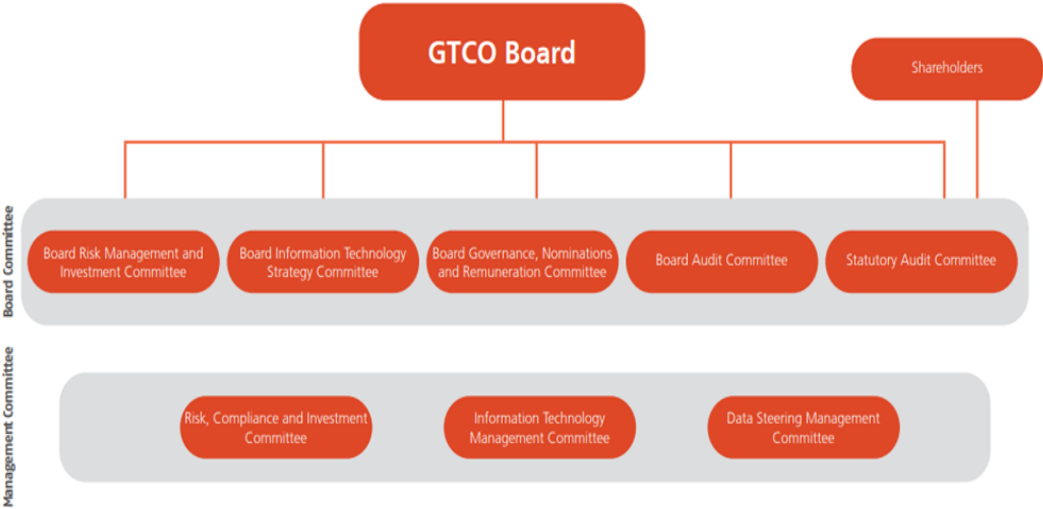 GTCO Board
Shareholders
Board Committee
Board Risk Management and
Investment Committee
Board Information Technology
Strategy Committee
Board Governance, Nominations
and Remuneration Committee
Board Audit Committee
Statutory Audit Committee
Management Committee
Risk, Compliance and Investment
Committee
Information Technology
Management Committee
Data Steering Management
Committee